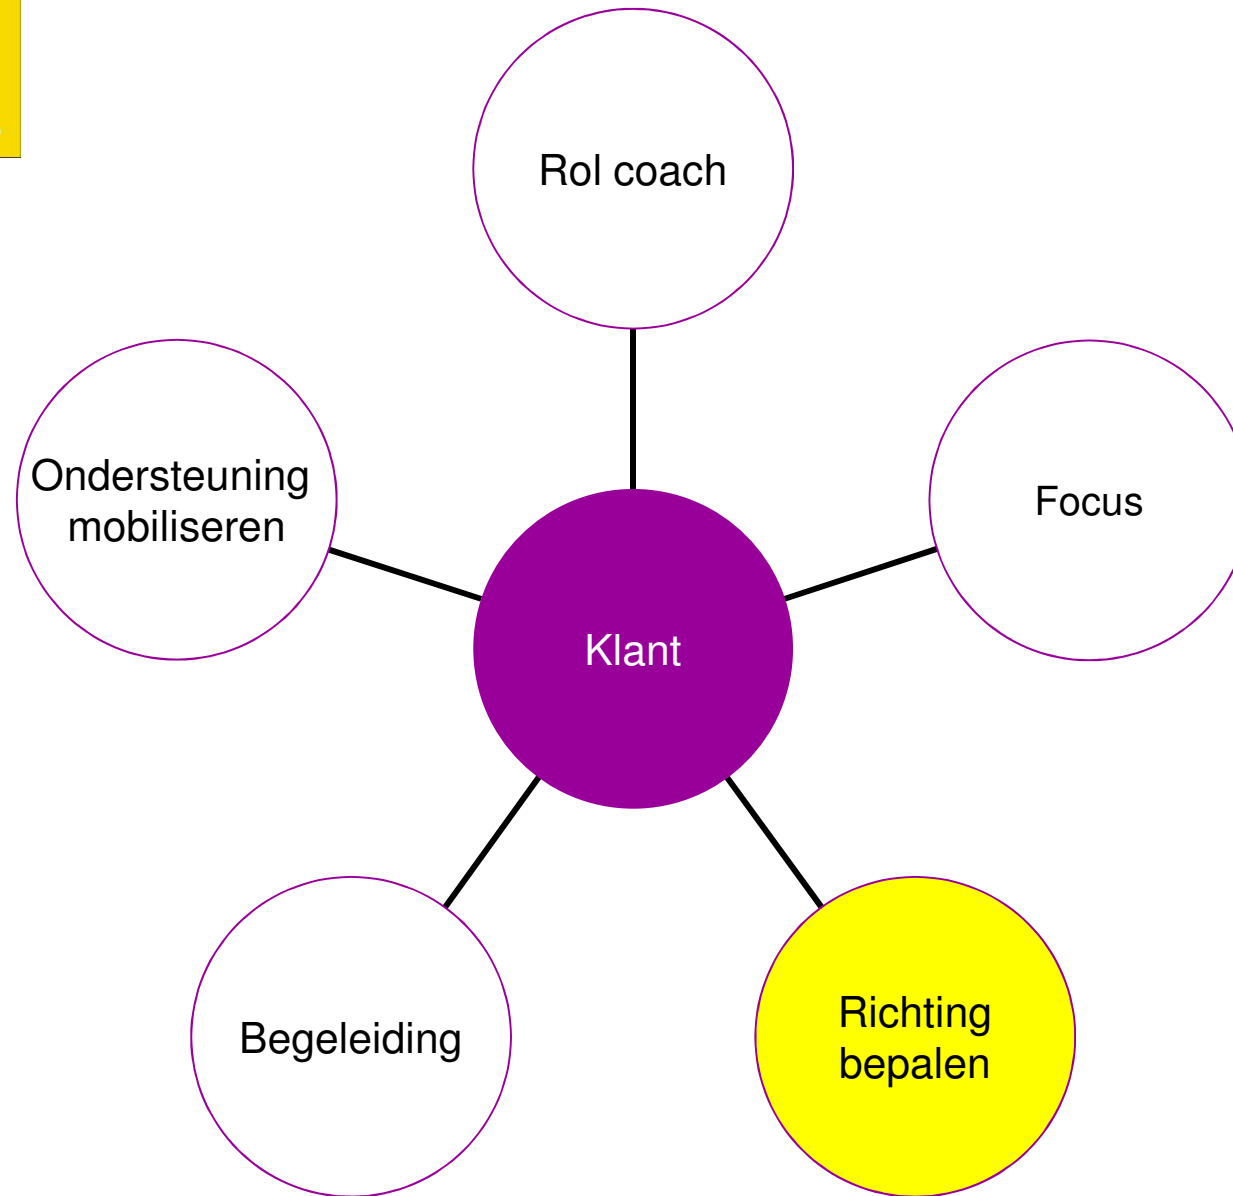 Rol coach
Ondersteuning
mobiliseren
Focus
Klant
Begeleiding
Richting
bepalen